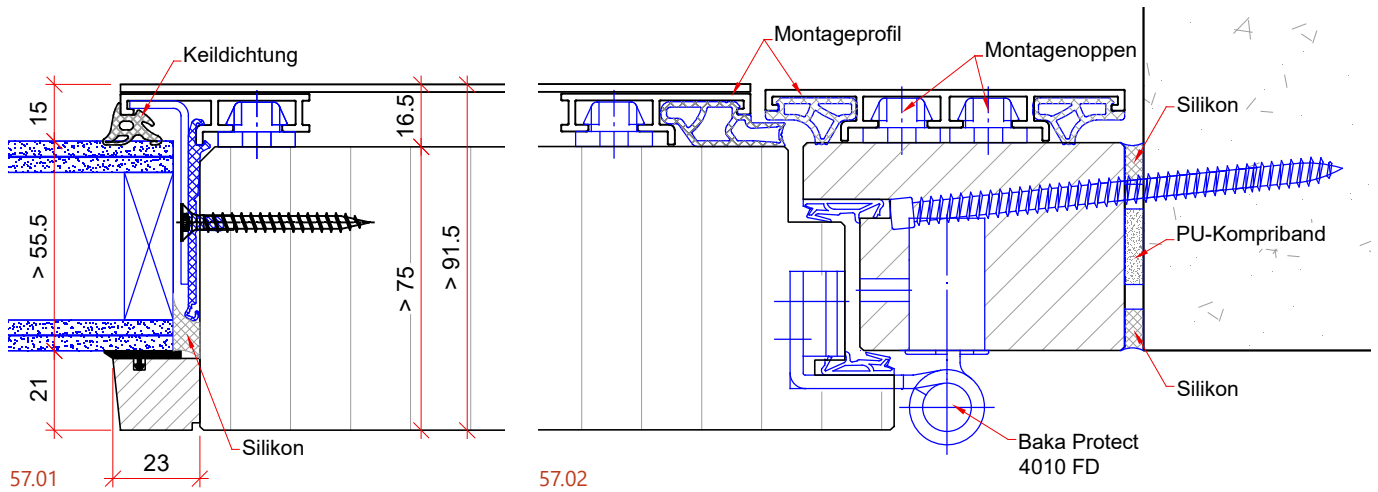 Keildichtung
15
> 55.5
21
23
16.5
> 75
> 91.5
Silikon
57.01
Montageprofil
Montagenoppen
Silikon
PU-Kompriband
Silikon
Baka Protect
4010 FD
57.02